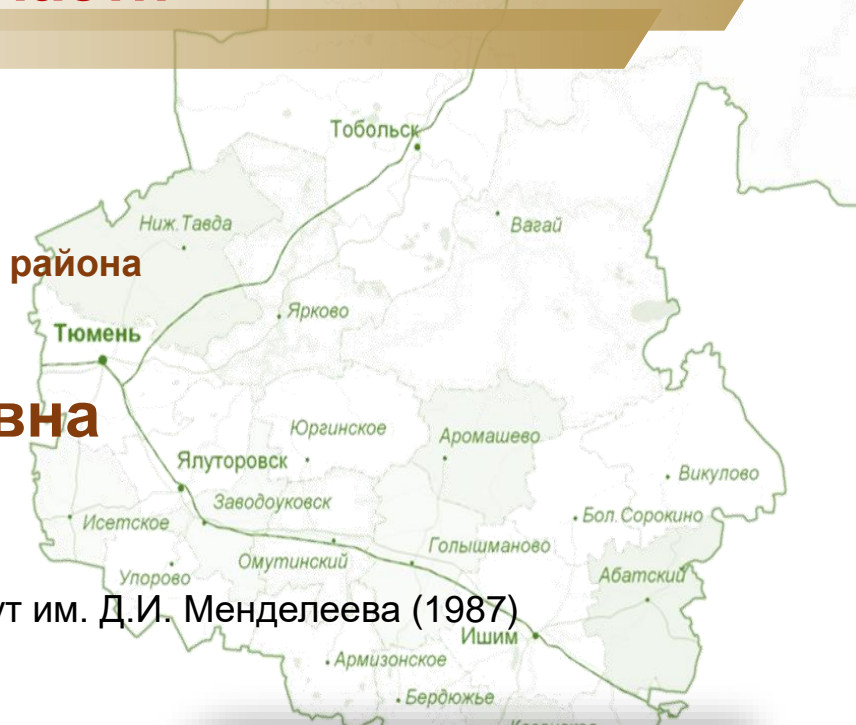 Тобольск
Ниж.Тавда
Вагай
района
Ярково
Тюмень
вна
Юргинское
Аромашево
Ялуторовск
Викулово
Заводоуковск
Бол.Сорокино
Исетское
Голышманово
Омутинский
Упорово
Абатский
ут им. Д.И. Менделеева (1987)
Ишим
Армизонское
Бердюжье